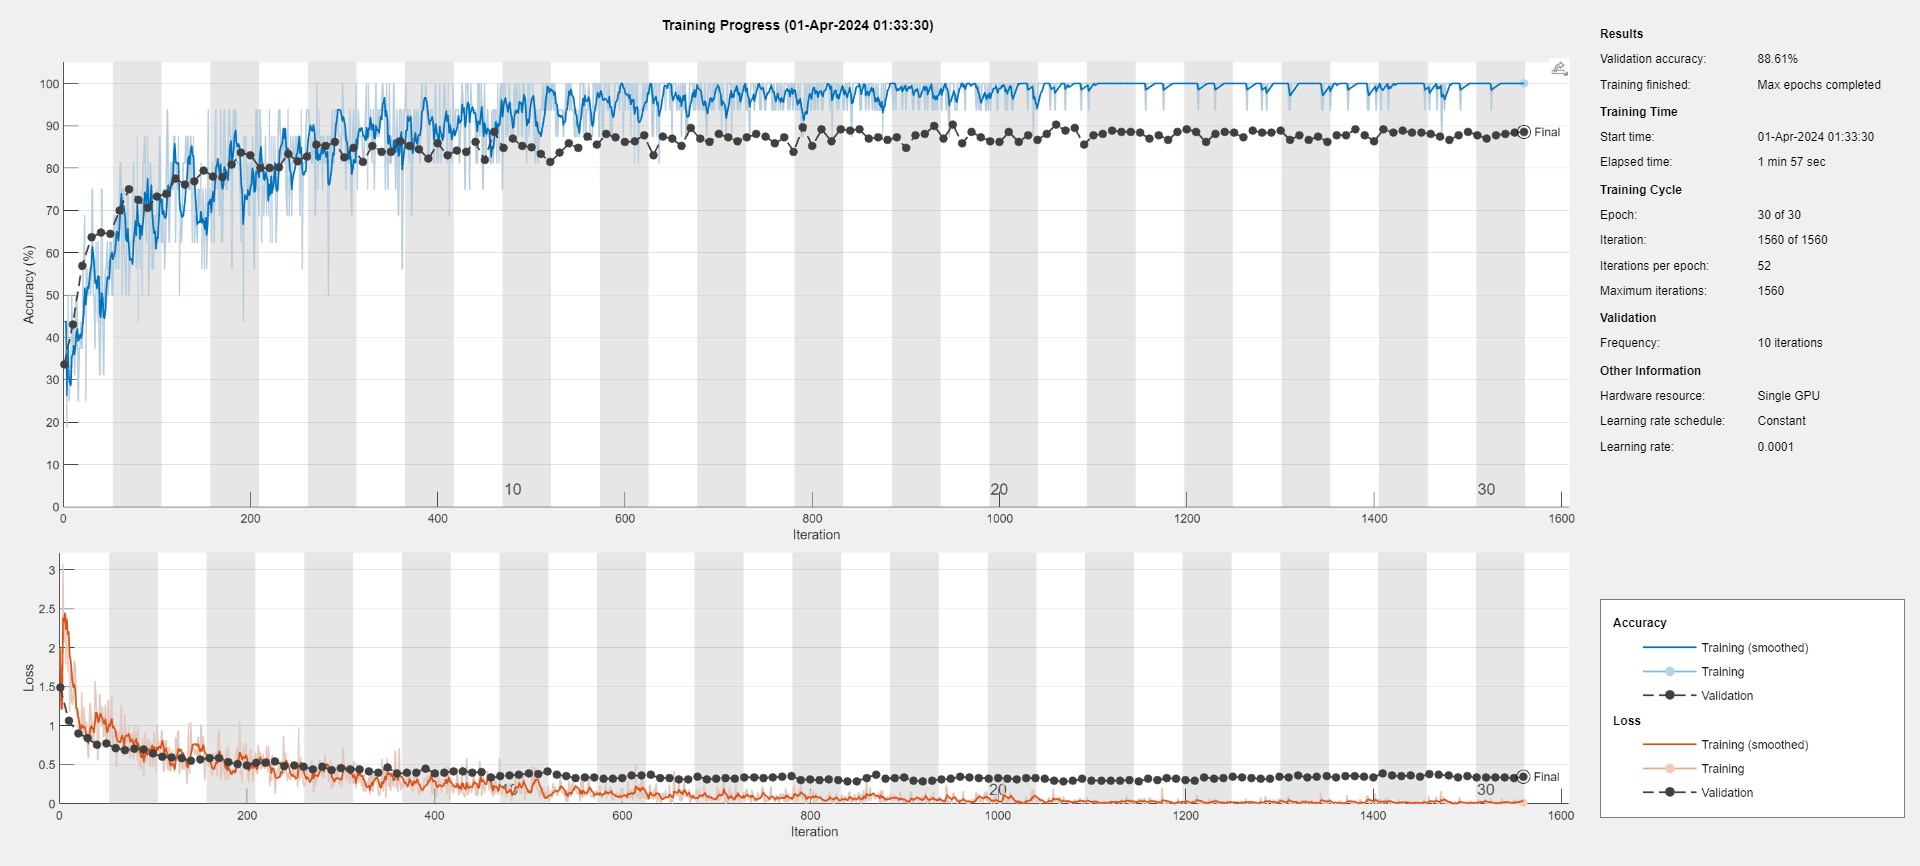 Training Progress (01-Apr-2024 01:33:30)
100
90
80
70
60
50
40
30
20
10
0
Accuracy (%)
10
20
30
Final
0
200
400
600
800
1000
1200
1400
1600
Iteration
3
2.5
2
1.5
1
0.5
0
Loss
10
20
30
Final
0
200
400
600
800
1000
1200
1400
1600
Iteration
Results
Validation accuracy: 88.61%
Training finished: Max epochs completed
Training Time
Start time: 01-Apr-2024 01:33:30
Elapsed time: 1 min 57 sec
Training Cycle
Epoch: 30 of 30
Iteration: 1560 of 1560
Iterations per epoch: 52
Maximum iterations: 1560
Validation
Frequency: 10 iterations
Other Information
Hardware resource: Single GPU
Learning rate schedule: Constant
Learning rate: 0.0001
Accuracy
Training (smoothed)
Training
Validation
Loss
Training (smoothed)
Training
Validation